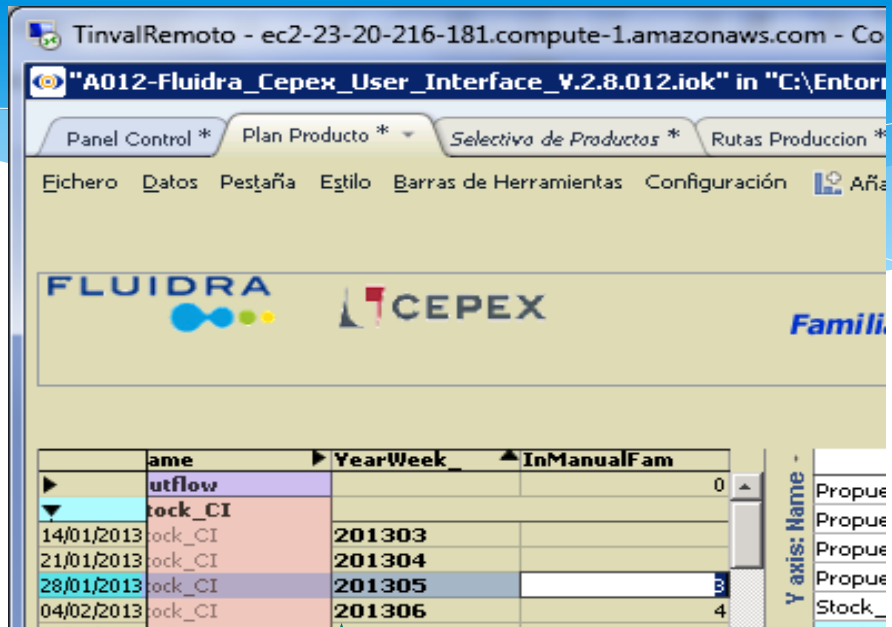 TinvalRemoto - ec2-23-20-216-181.compute-1.amazonaws.com - Co
"A012-Fluidra_Cepex_User_Interface_V.2.8.012.iok" in "C:\Entorn
Panel Control * Plan Producto * Selectiva de Productos * Rutas Produccion *
Fichero Datos Pestaña Estilo Barras de Herramientas Configuración Aña
FLUIDRA CEPEX
Familia
ame YearWeek_ InManualFam
utflow 0
tock_CI
14/01/2013 tock_CI 201303
21/01/2013 tock_CI 201304
28/01/2013 tock_CI 201305 3
04/02/2013 tock_CI 201306 4
Y axis: Name -
Propue
Propue
Propue
Propue
Stock_